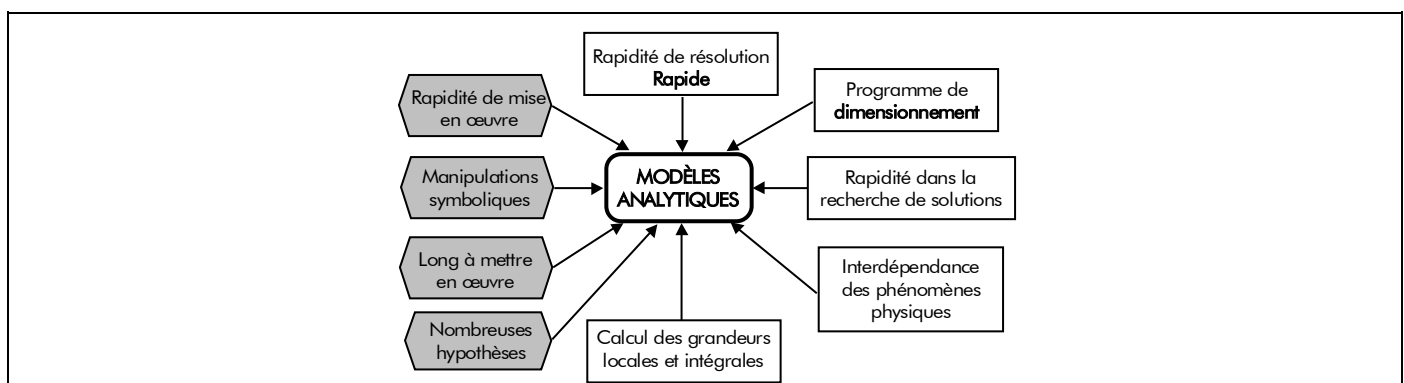 Rapidité de résolution
Rapide
Rapidité de mise
en œuvre
Programme de
dimensionnement
Manipulations
symboliques
MODÈLES
ANALYTIQUES
Rapidité dans la
recherche de solutions
Long à mettre
en œuvre
Interdépendance
des phénomènes
physiques
Nombreuses
hypothèses
Calcul des grandeurs
locales et intégrales